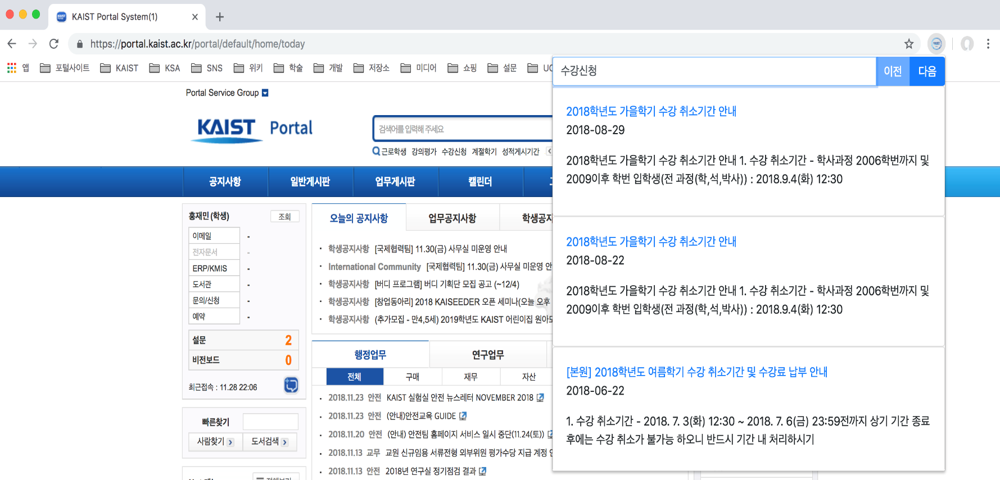 KAIST Portal System(1)
https://portal.kaist.ac.kr/portal/default/home/today
앱 포털사이트 KAIST KSA SNS 위키 학술 개발 저장소 미디어 쇼핑 설문
수강신청 이전 다음
2018학년도 가을학기 수강 취소기간 안내
2018-08-29
2018학년도 가을학기 수강 취소기간 안내 1. 수강 취소기간 - 학사과정 2006학번까지 및
2009이후 학번 입학생(전 과정(학,석,박사)) : 2018.9.4(화) 12:30
2018학년도 가을학기 수강 취소기간 안내
2018-08-22
2018학년도 가을학기 수강 취소기간 안내 1. 수강 취소기간 - 학사과정 2006학번까지 및
2009이후 학번 입학생(전 과정(학,석,박사)) : 2018.9.4(화) 12:30
[본원] 2018학년도 여름학기 수강 취소기간 및 수강료 납부 안내
2018-06-22
1. 수강 취소기간 - 2018. 7. 3(화) 12:30 ~ 2018. 7. 6(금) 23:59전까지 상기 기간 종료
후에는 수강 취소가 불가능 하오니 반드시 기간 내 처리하시기
Portal Service Group
KAIST Portal
검색어를 입력해 주세요
근로학생 강의평가 수강신청 계절학기 성적게시기간
공지사항 일반게시판 업무게시판 캘린더
홍재민 (학생) 조회
이메일 -
전자문서 -
ERP/KMIS -
도서관 -
문의/신청 -
예약 -
설문 2
비전보드 0
최근접속 : 11.28 22:06
빠른찾기
사람찾기 도서검색
오늘의 공지사항 업무공지사항 학생공지
학생공지사항 [국제협력팀] 11.30(금) 사무실 미운영 안내
International Community [국제협력팀] 11.30(금) 사무실 미운영 안
학생공지사항 [버디 프로그램] 버디 기획단 모집 공고 (~12/4)
학생공지사항 [창업동아리] 2018 KAISEEDER 오픈 세미나(오늘 오후
학생공지사항 (추가모집 - 만4,5세) 2019학년도 KAIST 어린이집 원아모
행정업무 연구업무
전체 구매 재무 자산
2018.11.23 안전 KAIST 실험실 안전 뉴스레터 NOVEMBER 2018
2018.11.23 안전 (안내)안전교육 GUIDE
2018.11.20 안전 (안내) 안전팀 홈페이지 서비스 일시 중단(11.24(토))
2018.11.13 교무 교원 신규임용 서류전형 외부위원 평가수당 지급 계정
2018.11.13 안전 2018년 연구실 정기점검 결과